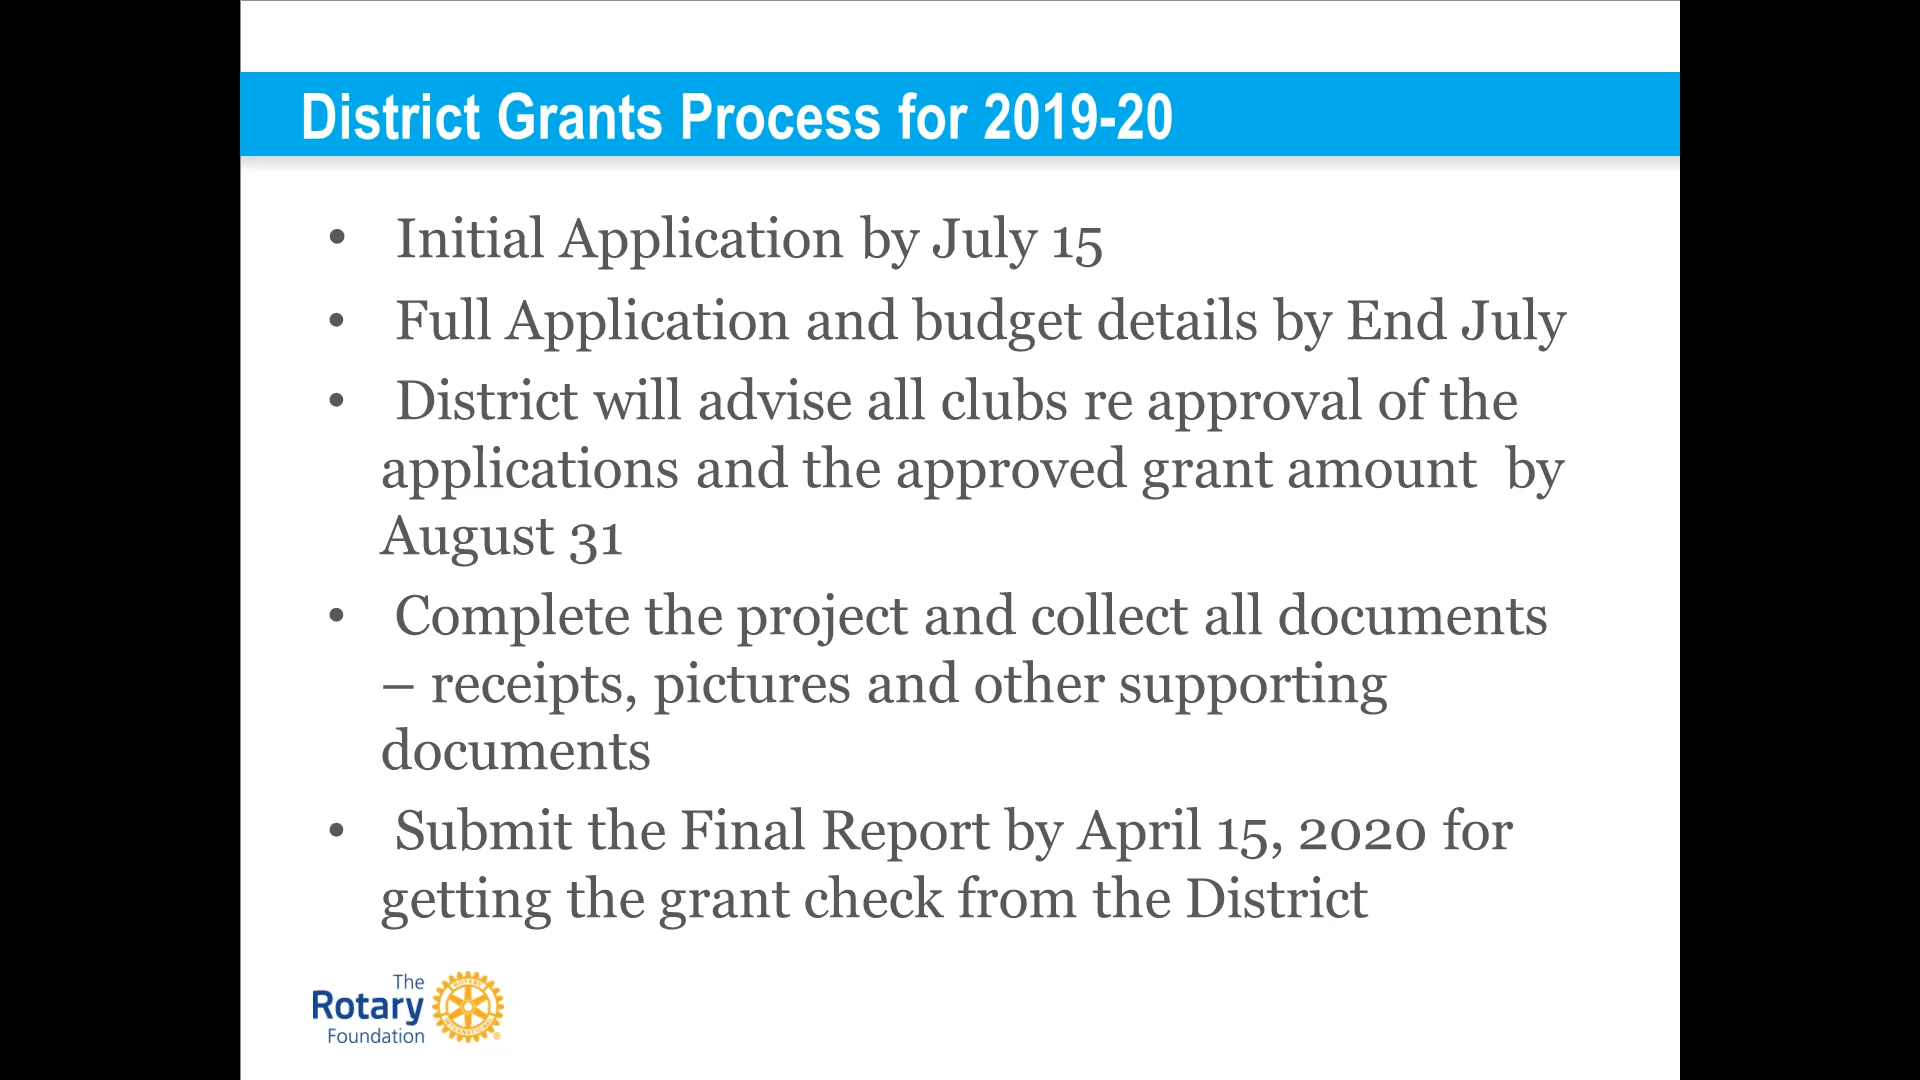 District Grants Process for 2019-20
• Initial Application by July 15
• Full Application and budget details by End July
• District will advise all clubs re approval of the
applications and the approved grant amount by
August 31
• Complete the project and collect all documents
– receipts, pictures and other supporting
documents
• Submit the Final Report by April 15, 2020 for
getting the grant check from the District
The
Rotary
Foundation
ROTARY
INTERNATIONAL
®